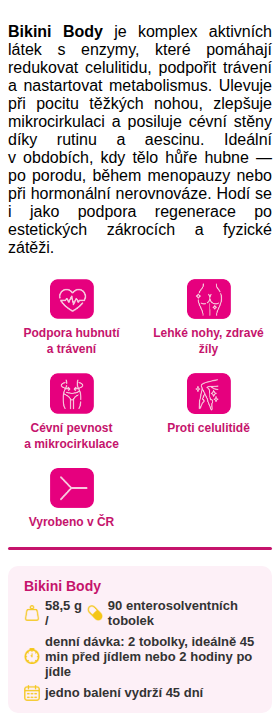 Bikini Body je komplex aktivních
látek s enzymy, které pomáhají
redukovat celulitidu, podpořit trávení
a nastartovat metabolismus. Ulevuje
při pocitu těžkých nohou, zlepšuje
mikrocirkulaci a posiluje cévní stěny
díky rutinu a aescinu. Ideální
v obdobích, kdy tělo hůře hubne —
po porodu, během menopauzy nebo
při hormonální nerovnováze. Hodí se
i jako podpora regenerace po
estetických zákrocích a fyzické
zátěži.
Podpora hubnutí
a trávení
Lehké nohy, zdravé
žíly
Cévní pevnost
a mikrocirkulace
Proti celulitidě
Vyrobeno v ČR
Bikini Body
58,5 g
/
90 enterosolventních
tobolek
denní dávka: 2 tobolky, ideálně 45
min před jídlem nebo 2 hodiny po
jídle
jedno balení vydrží 45 dní